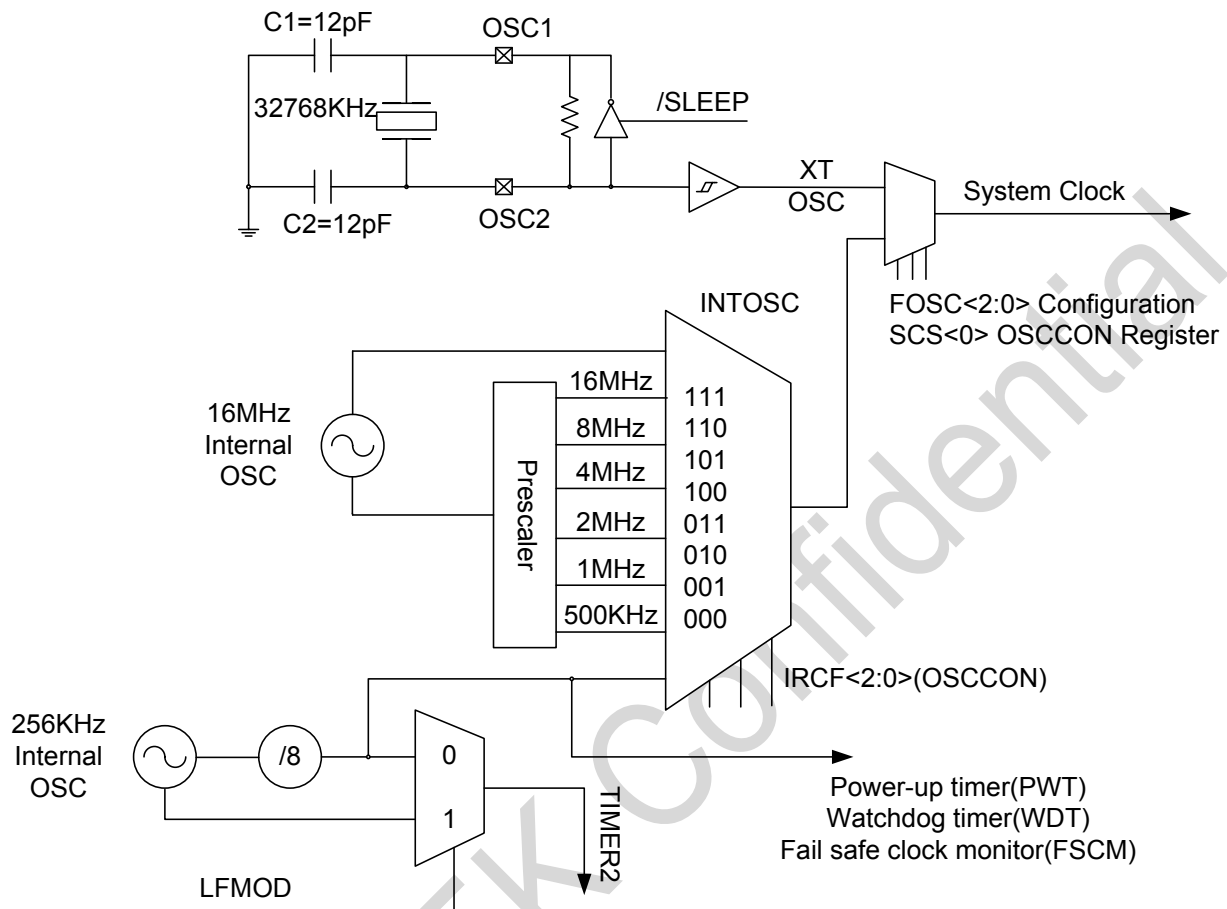 C1=12pF
OSC1
32768KHz
/SLEEP
C2=12pF
OSC2
XT
OSC
System Clock
FOSC<2:0> Configuration
SCS<0> OSCCON Register
INTOSC
16MHz
Internal
OSC
Prescaler
16MHz
8MHz
4MHz
2MHz
1MHz
500KHz
111
110
101
100
011
010
001
000
IRCF<2:0>(OSCCON)
256KHz
Internal
OSC
/8
0
1
TIMER2
LFMOD
Power-up timer(PWT)
Watchdog timer(WDT)
Fail safe clock monitor(FSCM)
Confidential